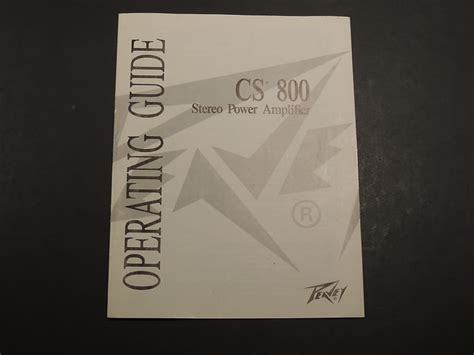 OPERATING GUIDE
CS® 800
Stereo Power Amplifier
®
PEAVEY